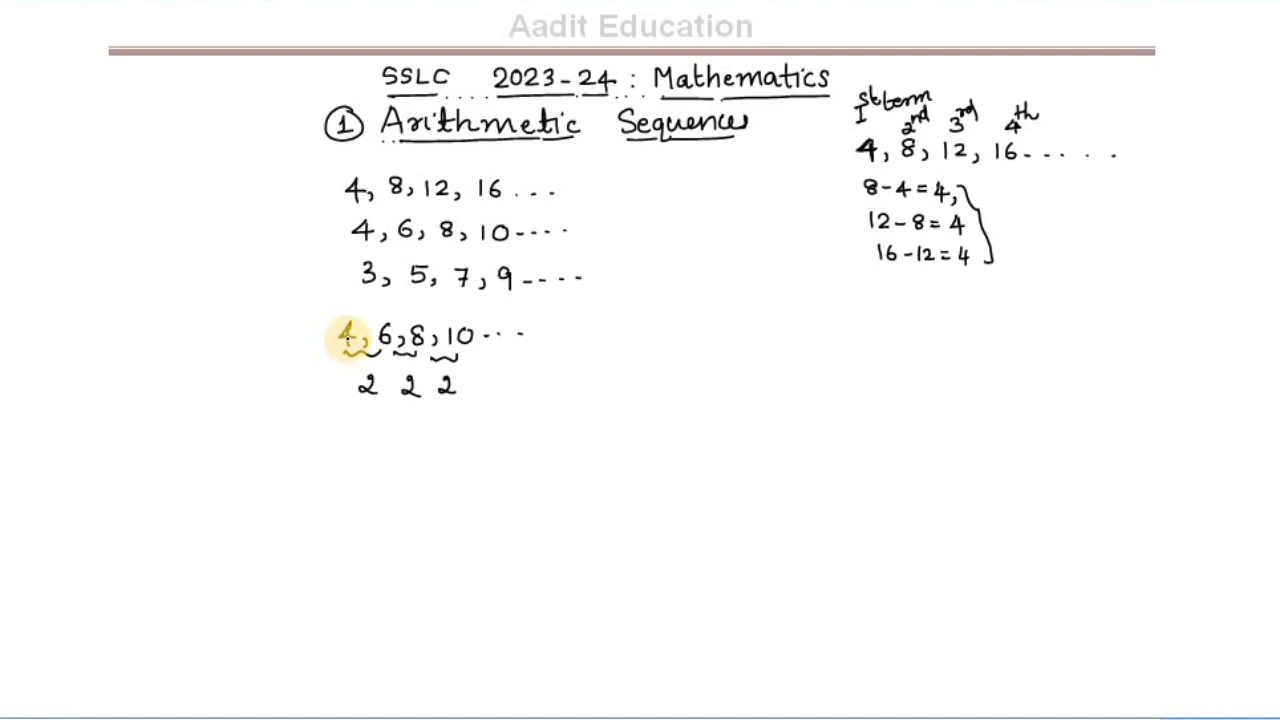 Aadit Education
SSLC 2023-24 : Mathematics
① Arithmetic Sequences
4, 8, 12, 16 ...
4, 6, 8, 10 ----
3, 5, 7, 9 ----
4, 6, 8, 10 ...
2 2 2
Ist term 2nd 3rd 4th
4, 8, 12, 16 - - - - - -
8 - 4 = 4,
12 - 8 = 4
16 - 12 = 4